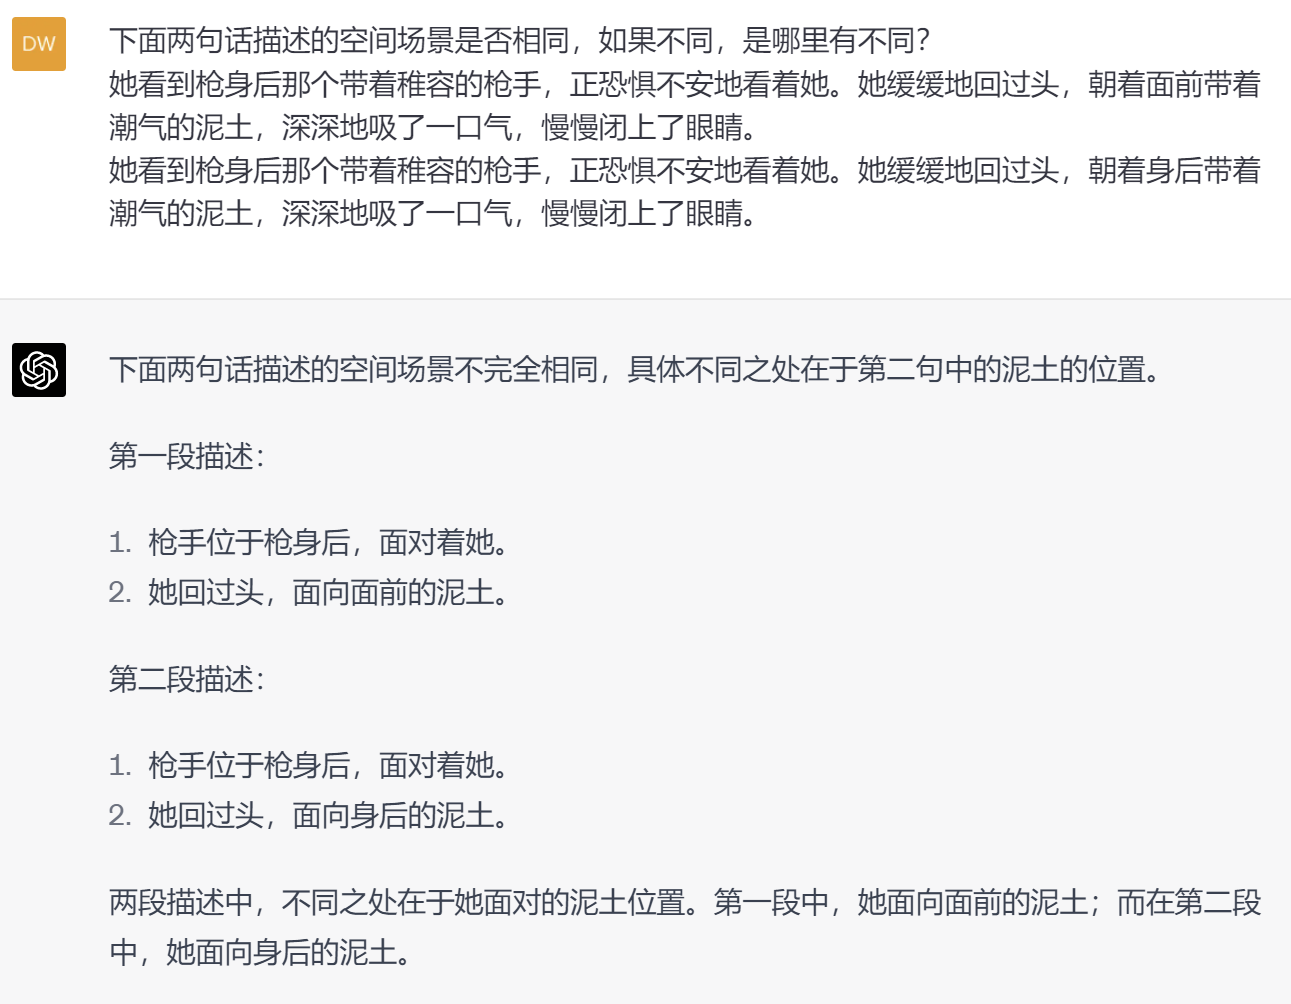 DW
下面两句话描述的空间场景是否相同，如果不同，是哪里有不同？
她看到枪身后那个带着稚容的枪手，正恐惧不安地看着她。她缓缓地回过头，朝着面前带着
潮气的泥土，深深地吸了一口气，慢慢闭上了眼睛。
她看到枪身后那个带着稚容的枪手，正恐惧不安地看着她。她缓缓地回过头，朝着身后带着
潮气的泥土，深深地吸了一口气，慢慢闭上了眼睛。
下面两句话描述的空间场景不完全相同，具体不同之处在于第二句中的泥土的位置。
第一段描述：
1. 枪手位于枪身后，面对着她。
2. 她回过头，面向面前的泥土。
第二段描述：
1. 枪手位于枪身后，面对着她。
2. 她回过头，面向身后的泥土。
两段描述中，不同之处在于她面对的泥土位置。第一段中，她面向面前的泥土；而在第二段
中，她面向身后的泥土。